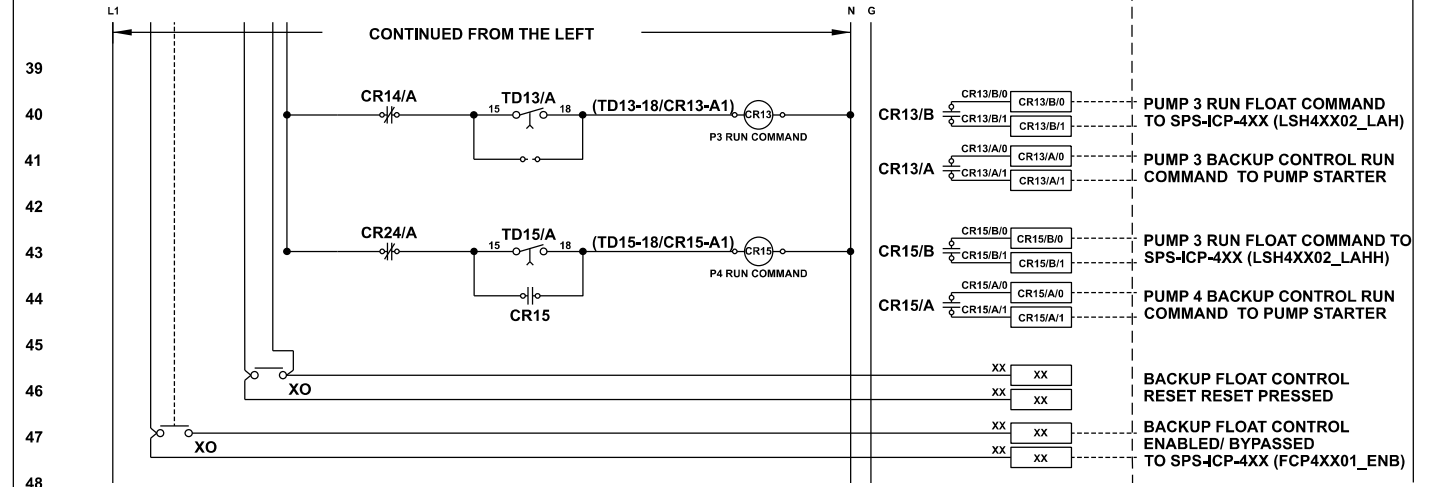 L1
N G
CONTINUED FROM THE LEFT
39
40
41
42
43
44
45
46
47
48
CR14/A
15 TD13/A 18
(TD13-18/CR13-A1)
CR13
P3 RUN COMMAND
CR13/B
CR13/B/0
CR13/B/0
CR13/B/1
CR13/B/1
PUMP 3 RUN FLOAT COMMAND
TO SPS-ICP-4XX (LSH4XX02_LAH)
CR13/A
CR13/A/0
CR13/A/0
CR13/A/1
CR13/A/1
PUMP 3 BACKUP CONTROL RUN
COMMAND TO PUMP STARTER
CR24/A
15 TD15/A 18
(TD15-18/CR15-A1)
CR15
P4 RUN COMMAND
CR15
CR15/B
CR15/B/0
CR15/B/0
CR15/B/1
CR15/B/1
PUMP 3 RUN FLOAT COMMAND TO
SPS-ICP-4XX (LSH4XX02_LAHH)
CR15/A
CR15/A/0
CR15/A/0
CR15/A/1
CR15/A/1
PUMP 4 BACKUP CONTROL RUN
COMMAND TO PUMP STARTER
XO
XX
XX
XX
XX
BACKUP FLOAT CONTROL
RESET RESET PRESSED
XO
XX
XX
XX
XX
BACKUP FLOAT CONTROL
ENABLED/ BYPASSED
TO SPS-ICP-4XX (FCP4XX01_ENB)